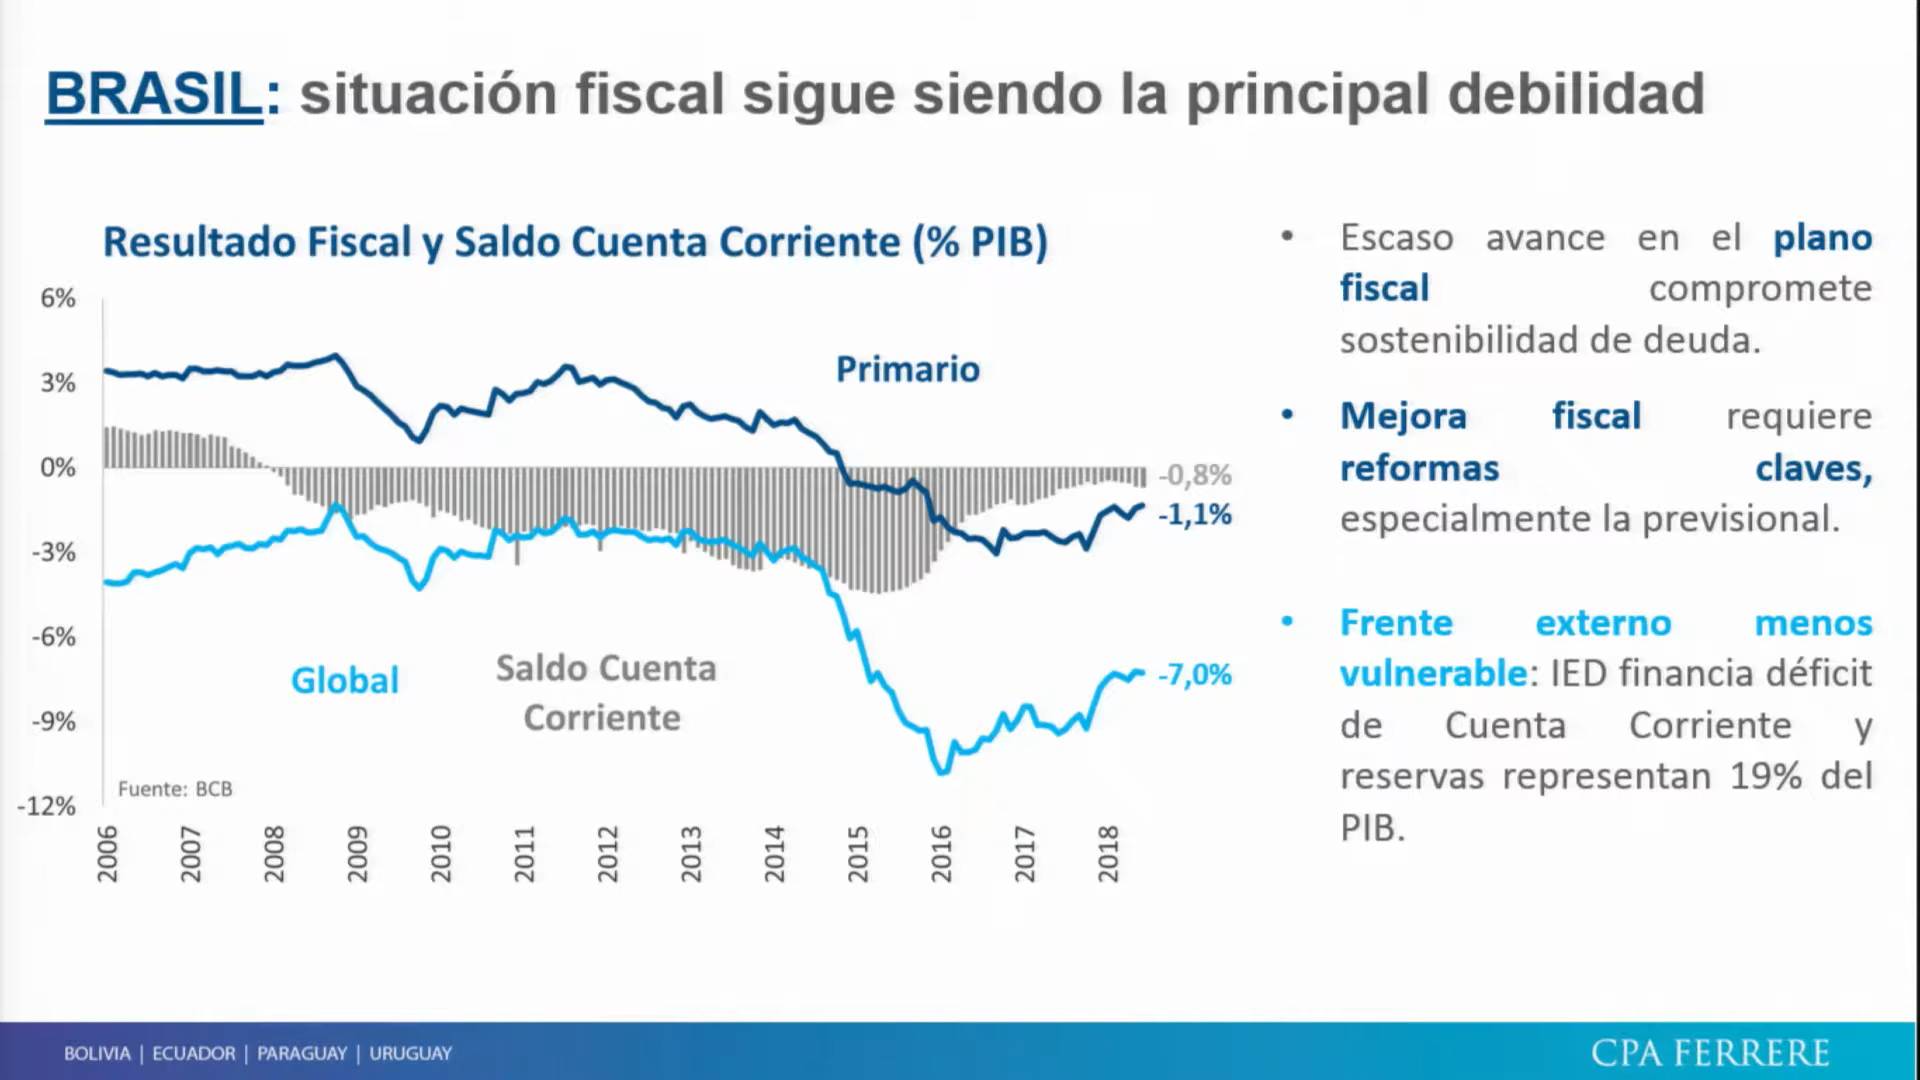 BRASIL: situación fiscal sigue siendo la principal debilidad
Resultado Fiscal y Saldo Cuenta Corriente (% PIB)
6%
3%
0%
-3%
-6%
-9%
-12%
Primario
Global
Saldo Cuenta
Corriente
-0,8%
-1,1%
-7,0%
Fuente: BCB
2006
2007
2008
2009
2010
2011
2012
2013
2014
2015
2016
2017
2018
• Escaso avance en el plano
fiscal compromete
sostenibilidad de deuda.
• Mejora fiscal requiere
reformas claves,
especialmente la previsional.
• Frente externo menos
vulnerable: IED financia déficit
de Cuenta Corriente y
reservas representan 19% del
PIB.
BOLIVIA | ECUADOR | PARAGUAY | URUGUAY
CPA FERRERE